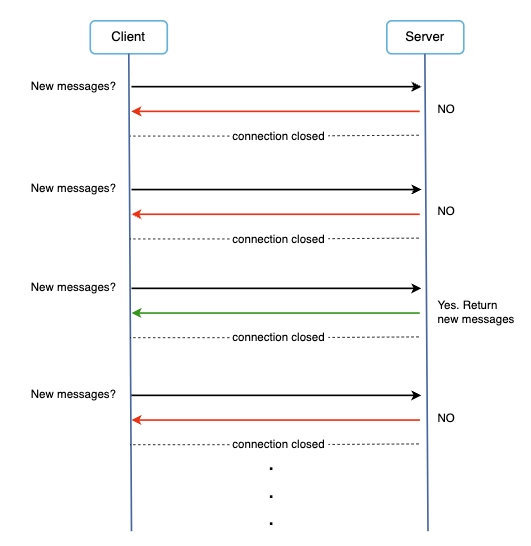 Client
Server
New messages?
NO
connection closed
New messages?
NO
connection closed
New messages?
Yes. Return
new messages
connection closed
New messages?
NO
connection closed